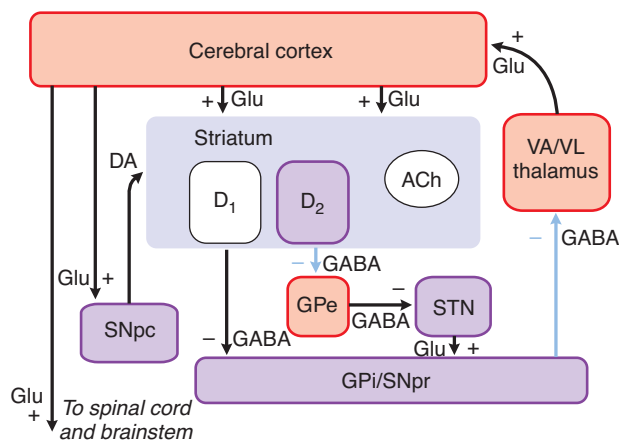 Cerebral cortex
+
Glu
+ Glu
+ Glu
Striatum
VA/VL
thalamus
DA
D1
D2
ACh
– GABA
– GABA
Glu +
GPe
–
GABA
STN
SNpc
– GABA
Glu +
GPi/SNpr
Glu
+
To spinal cord
and brainstem